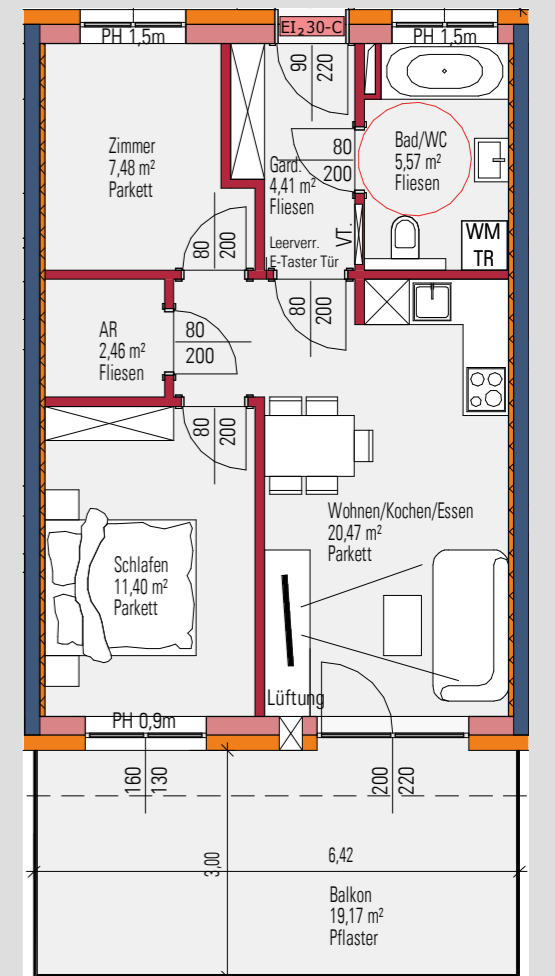 PH 1,5m
EI₂30-C
PH 1,5m
90
220
Zimmer
7,48 m²
Parkett
Gard.
4,41 m²
Fliesen
80
200
Bad/WC
5,57 m²
Fliesen
WM
TR
VT.
Leerverr.
E-Taster Tür
80
200
80
200
AR
2,46 m²
Fliesen
80
200
80
200
Wohnen/Kochen/Essen
20,47 m²
Parkett
Schlafen
11,40 m²
Parkett
Lüftung
PH 0,9m
160
130
200
220
3,00
6,42
Balkon
19,17 m²
Pflaster